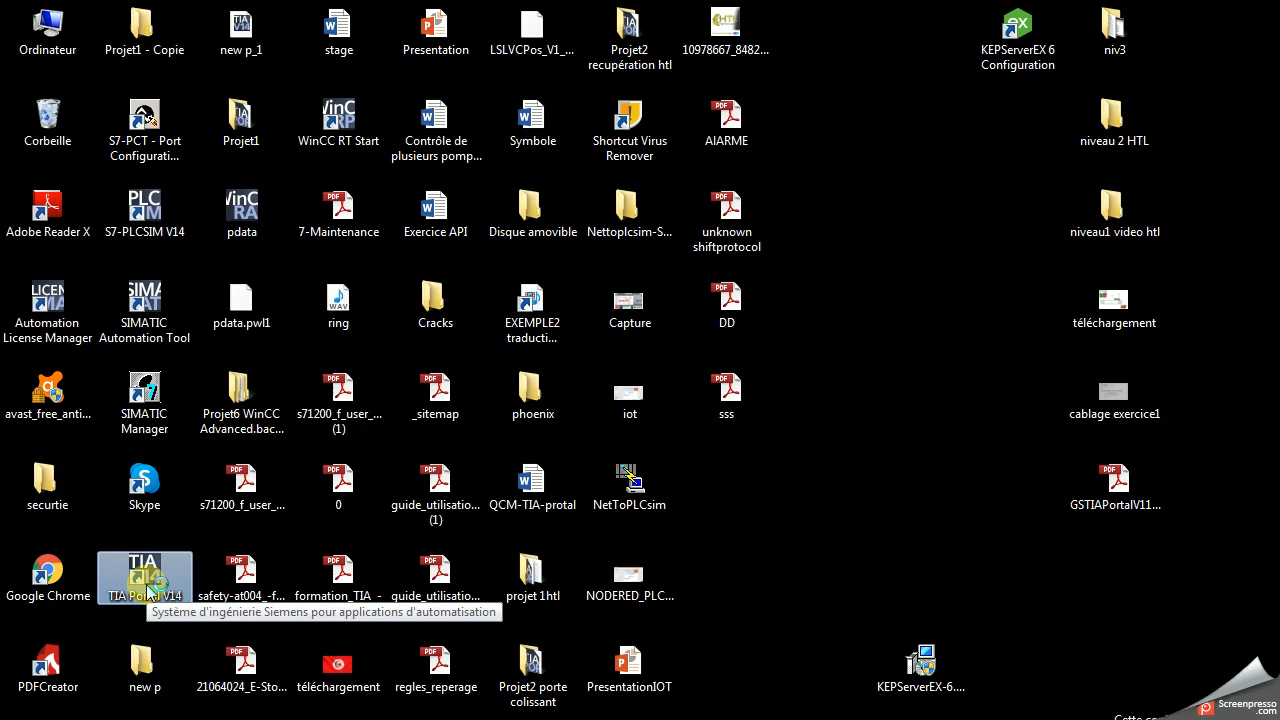 Ordinateur
Projet1 - Copie
new p_1
stage
Presentation
LSLVCPos_V1_...
Projet2
recupération htl
10978667_8482...
KEPServerEX 6
Configuration
niv3
Corbeille
S7-PCT - Port
Configurati...
Projet1
WinCC RT Start
Contrôle de
plusieurs pomp...
Symbole
Shortcut Virus
Remover
AIARME
niveau 2 HTL
Adobe Reader X
S7-PLCSIM V14
pdata
7-Maintenance
Exercice API
Disque amovible
Nettoplcsim-S...
unknown
shiftprotocol
niveau1 video htl
Automation
License Manager
SIMATIC
Automation Tool
pdata.pwl1
ring
Cracks
EXEMPLE2
traducti...
Capture
DD
téléchargement
avast_free_anti...
SIMATIC
Manager
Projet6 WinCC
Advanced.bac...
s71200_f_user_...
(1)
_sitemap
phoenix
iot
sss
cablage exercice1
securtie
Skype
s71200_f_user_...
0
guide_utilisatio...
(1)
QCM-TIA-protal
NetToPLCsim
GSTIAPortalV11...
Google Chrome
TIA Portal V14
safety-at004_-f...
formation_TIA -
guide_utilisatio...
projet 1htl
NODERED_PLC...
Système d'ingénierie Siemens pour applications d'automatisation
PDFCreator
new p
21064024_E-Sto...
téléchargement
regles_reperage
Projet2 porte
colissant
PresentationIOT
KEPServerEX-6....
Screenpresso
.com